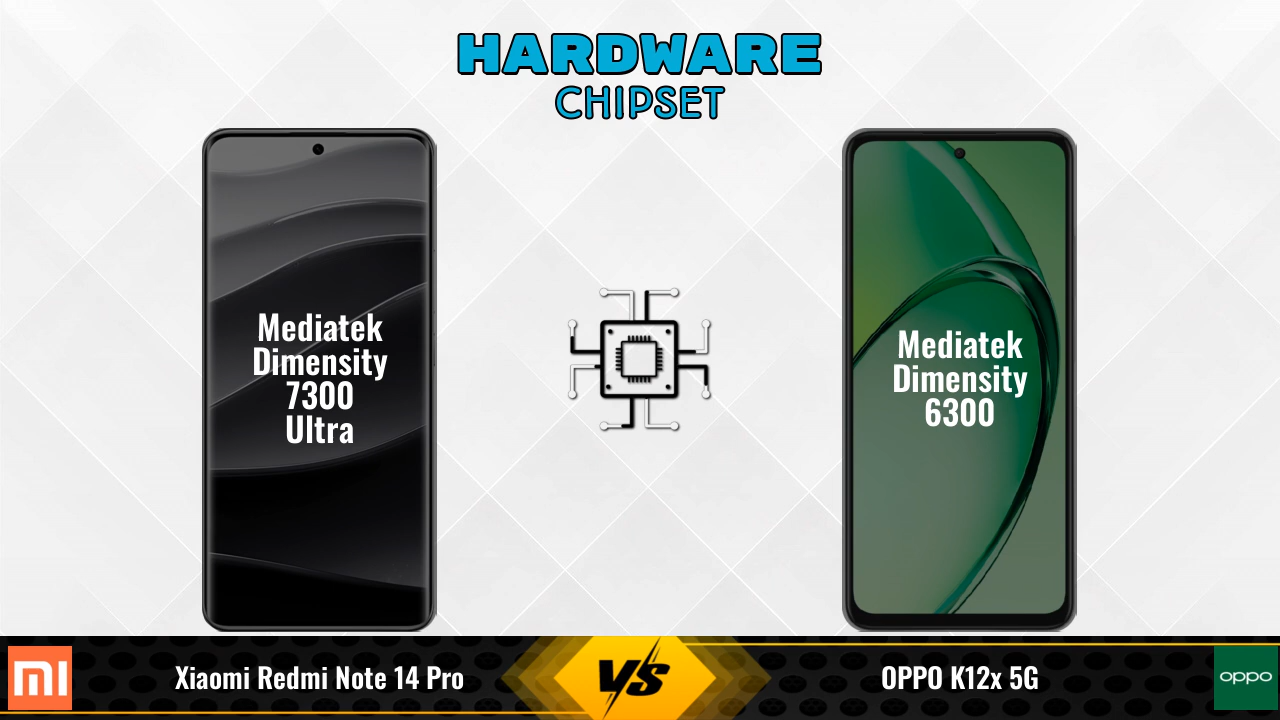 HARDWARE
CHIPSET
Mediatek
Dimensity
7300
Ultra
Mediatek
Dimensity
6300
MI
Xiaomi Redmi Note 14 Pro
VS
OPPO K12x 5G
oppo